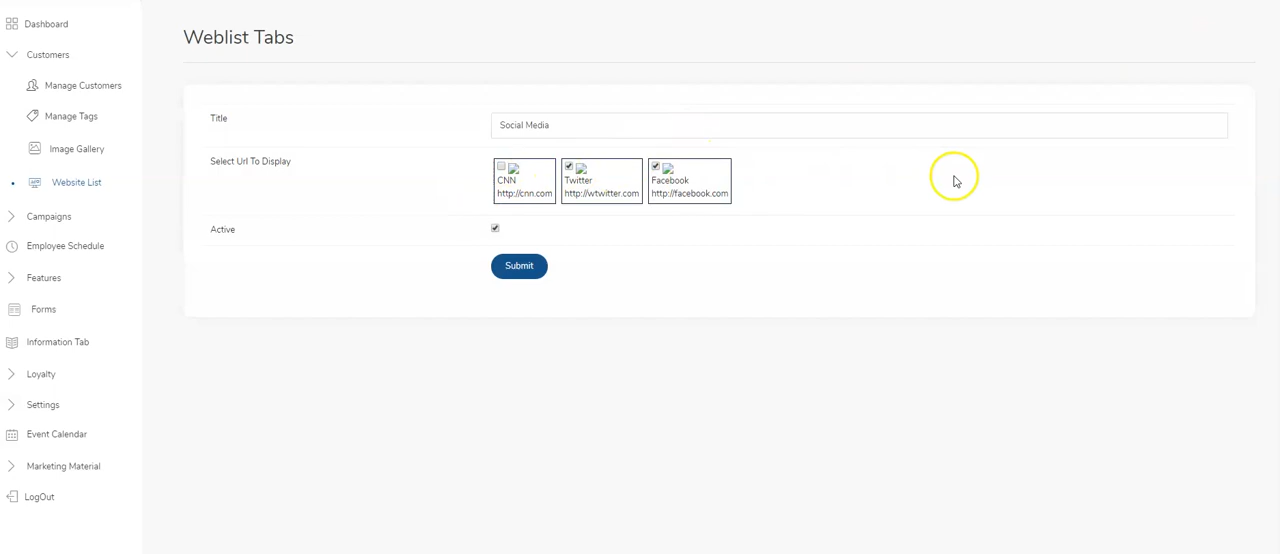 Dashboard
Customers
Manage Customers
Manage Tags
Image Gallery
Website List
Campaigns
Employee Schedule
Features
Forms
Information Tab
Loyalty
Settings
Event Calendar
Marketing Material
LogOut
Weblist Tabs
Title
Social Media
Select Url To Display
CNN
http://cnn.com
Twitter
http://wtwitter.com
Facebook
http://facebook.com
Active
Submit